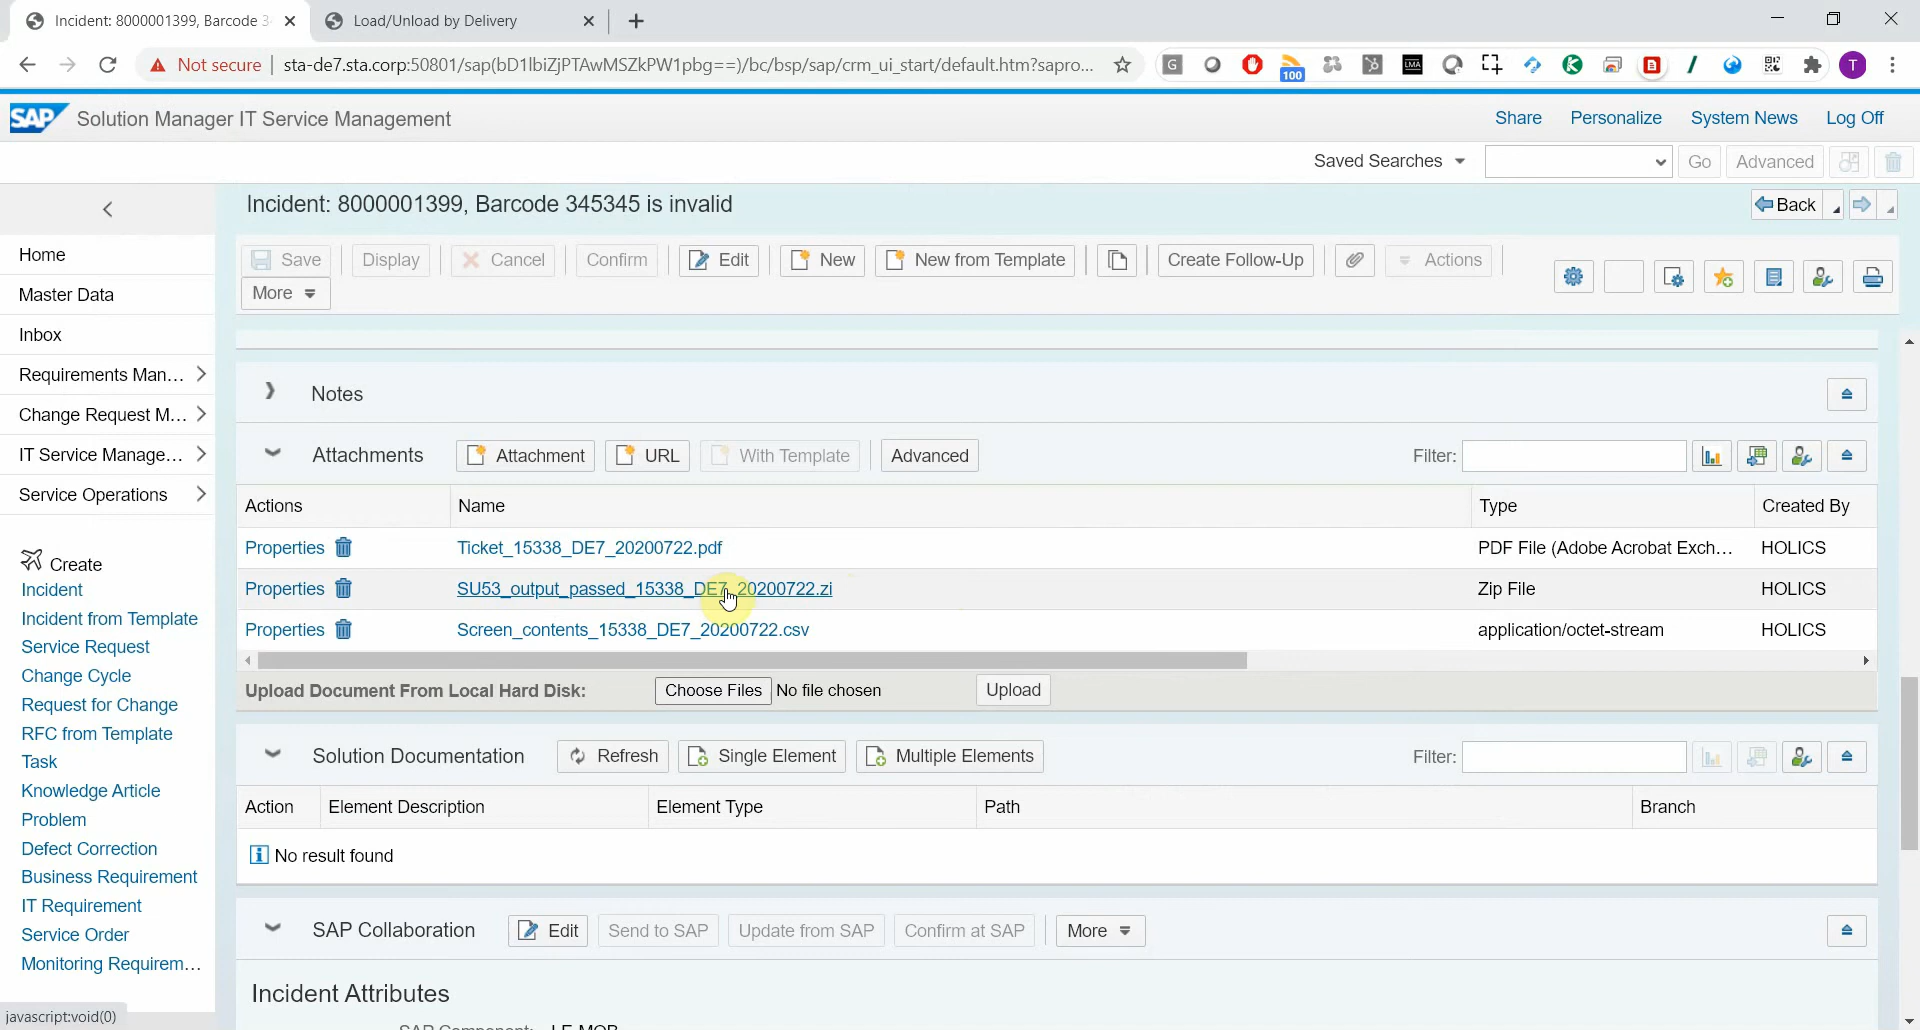 Incident: 8000001399, Barcode 3
Load/Unload by Delivery
Not secure
sta-de7.sta.corp:50801/sap(bD1lbiZjPTAwMSZkPW1pbg==)/bc/bsp/sap/crm_ui_start/default.htm?sapro...
G
100
LMA
T
SAP
Solution Manager IT Service Management
Share
Personalize
System News
Log Off
Saved Searches
Go
Advanced
Incident: 8000001399, Barcode 345345 is invalid
Back
Home
Master Data
Inbox
Requirements Man...
Change Request M...
IT Service Manage...
Service Operations
Create
Incident
Incident from Template
Service Request
Change Cycle
Request for Change
RFC from Template
Task
Knowledge Article
Problem
Defect Correction
Business Requirement
IT Requirement
Service Order
Monitoring Requirem...
Save
Display
Cancel
Confirm
Edit
New
New from Template
Create Follow-Up
Actions
More
Notes
Attachments
Attachment
URL
With Template
Advanced
Filter:
Actions
Name
Type
Created By
Properties
Ticket_15338_DE7_20200722.pdf
PDF File (Adobe Acrobat Exch...
HOLICS
Properties
SU53_output_passed_15338_DE7_20200722.zi
Zip File
HOLICS
Properties
Screen_contents_15338_DE7_20200722.csv
application/octet-stream
HOLICS
Upload Document From Local Hard Disk:
Choose Files
No file chosen
Upload
Solution Documentation
Refresh
Single Element
Multiple Elements
Filter:
Action
Element Description
Element Type
Path
Branch
No result found
SAP Collaboration
Edit
Send to SAP
Update from SAP
Confirm at SAP
More
Incident Attributes
SAP Component: LE-MOB
javascript:void(0)